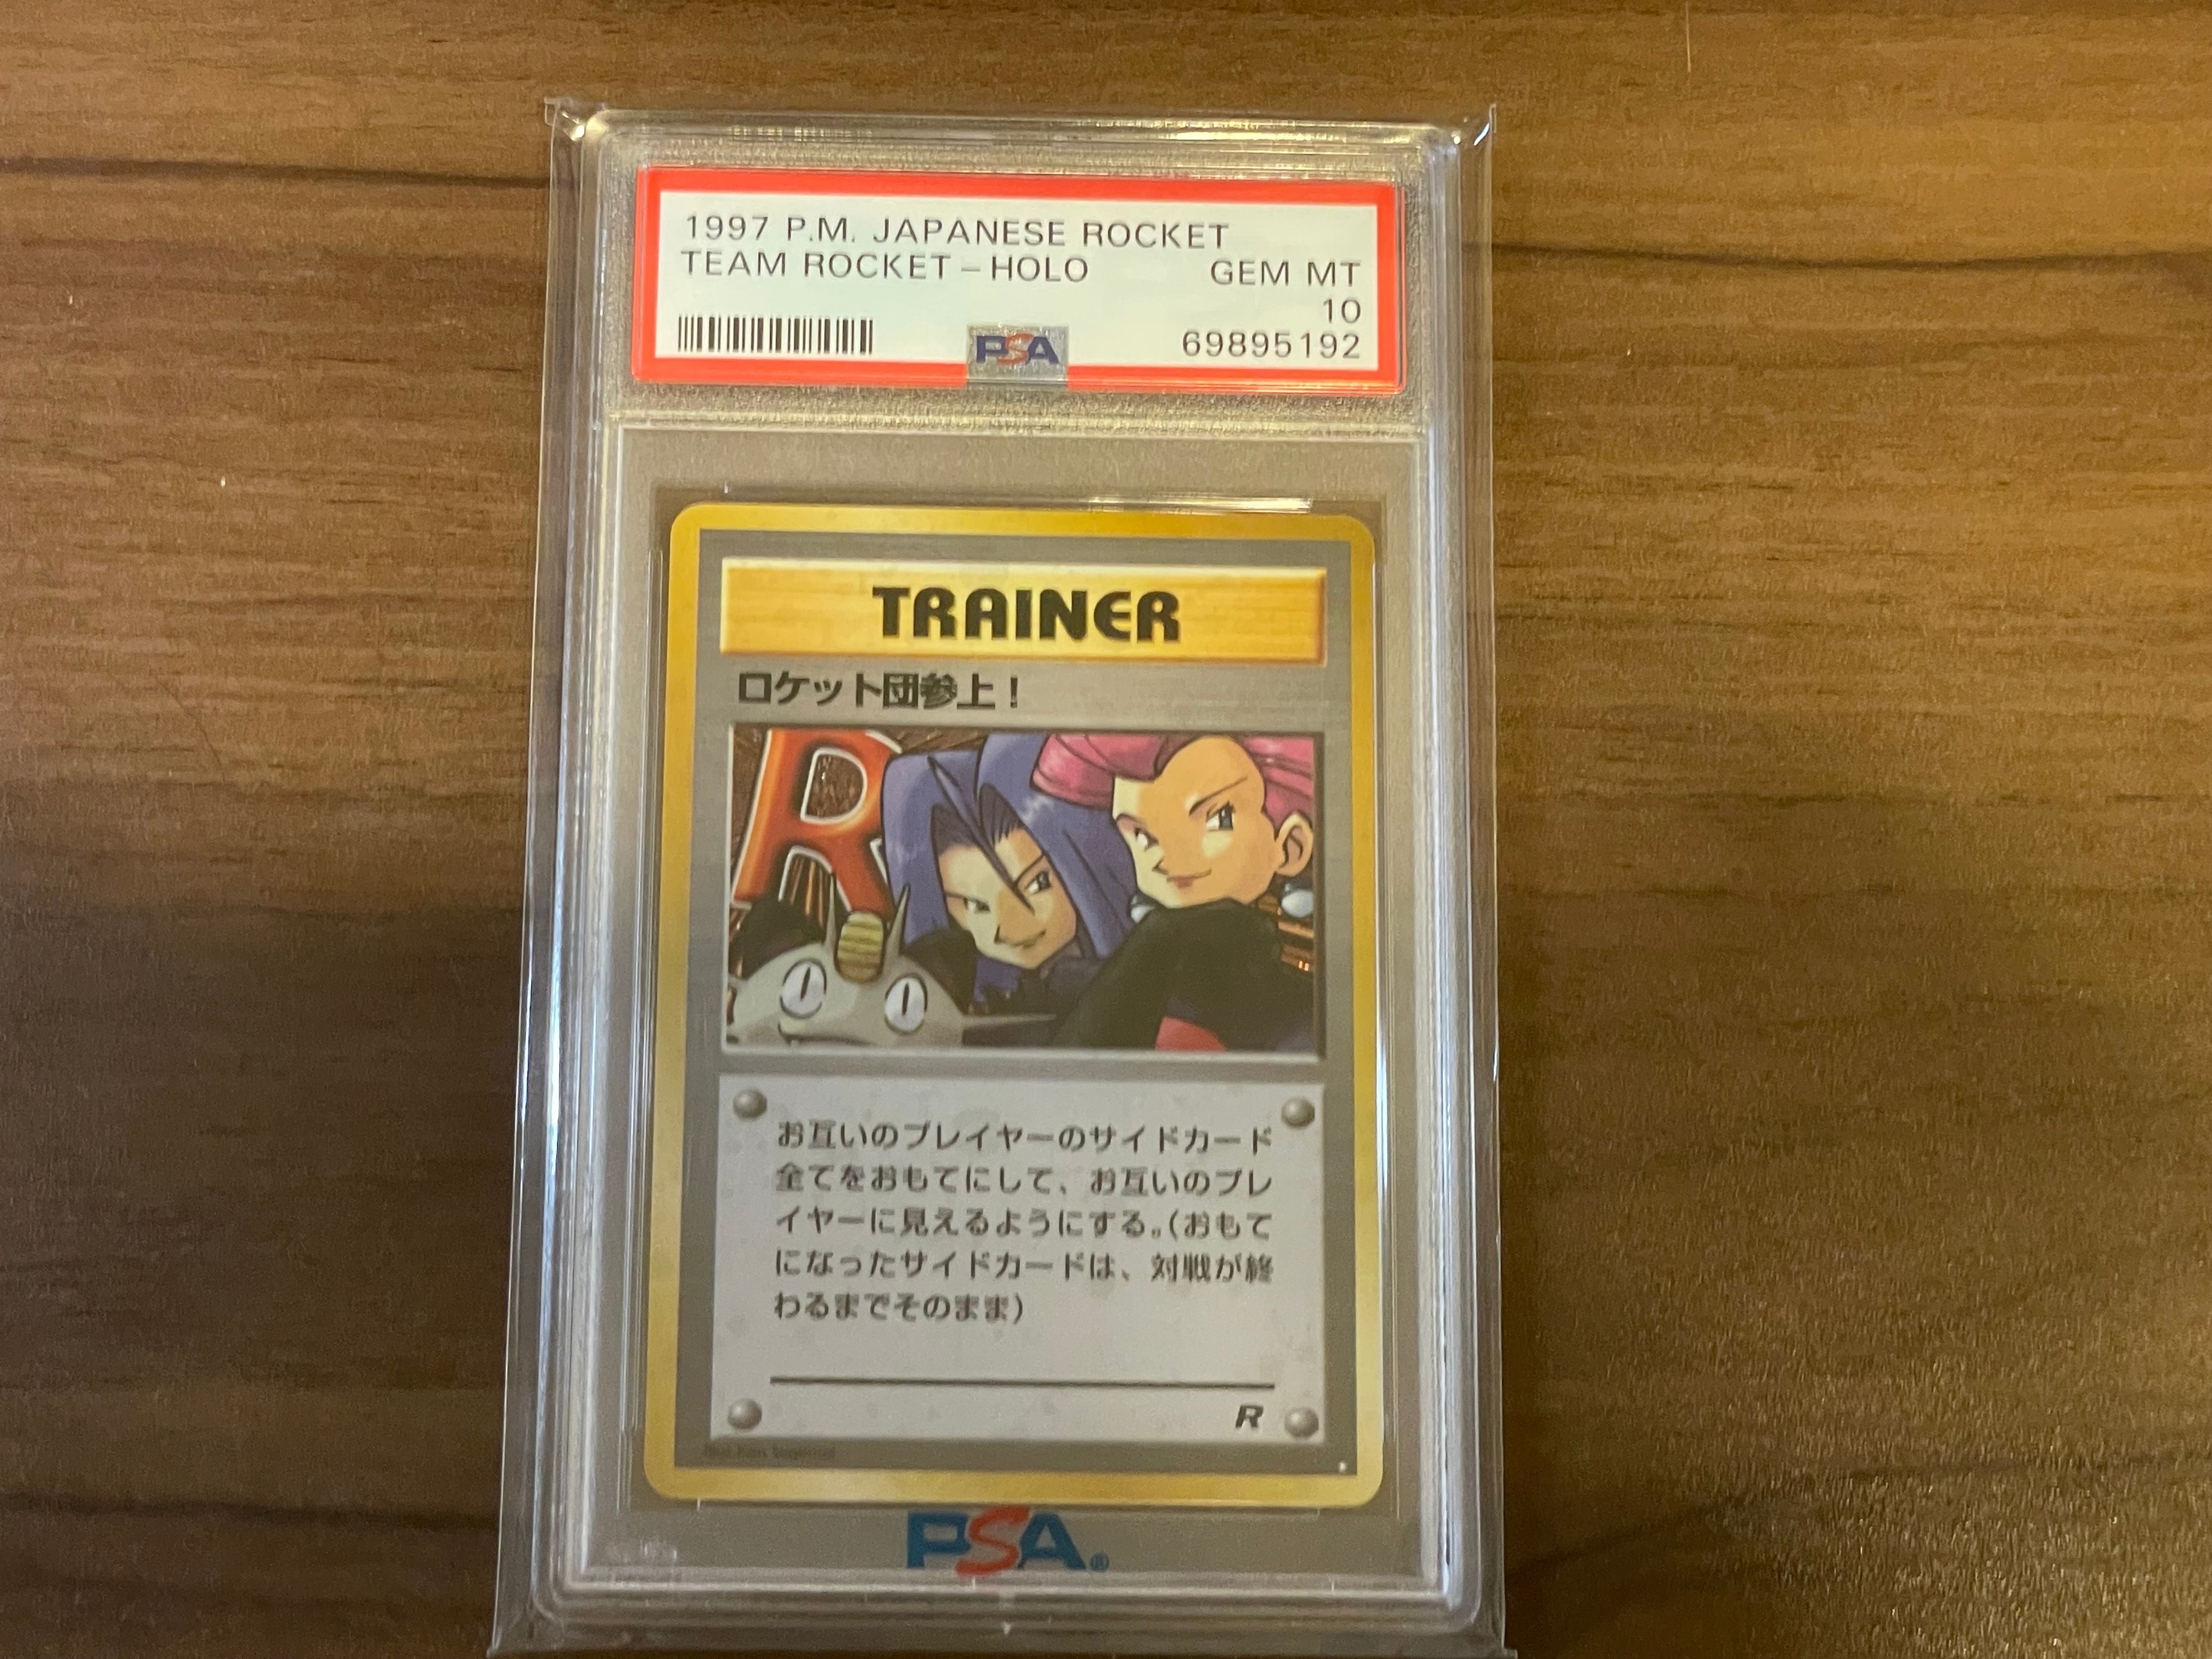 1997 P.M. JAPANESE ROCKET
TEAM ROCKET - HOLO GEM MT
10
PSA 69895192
TRAINER
ロケット団参上!
R
お互いのプレイヤーのサイドカード
全てをおもてにして、お互いのプレ
イヤーに見えるようにする。(おもて
になったサイドカードは、対戦が終
わるまでそのまま)
R
PSA®